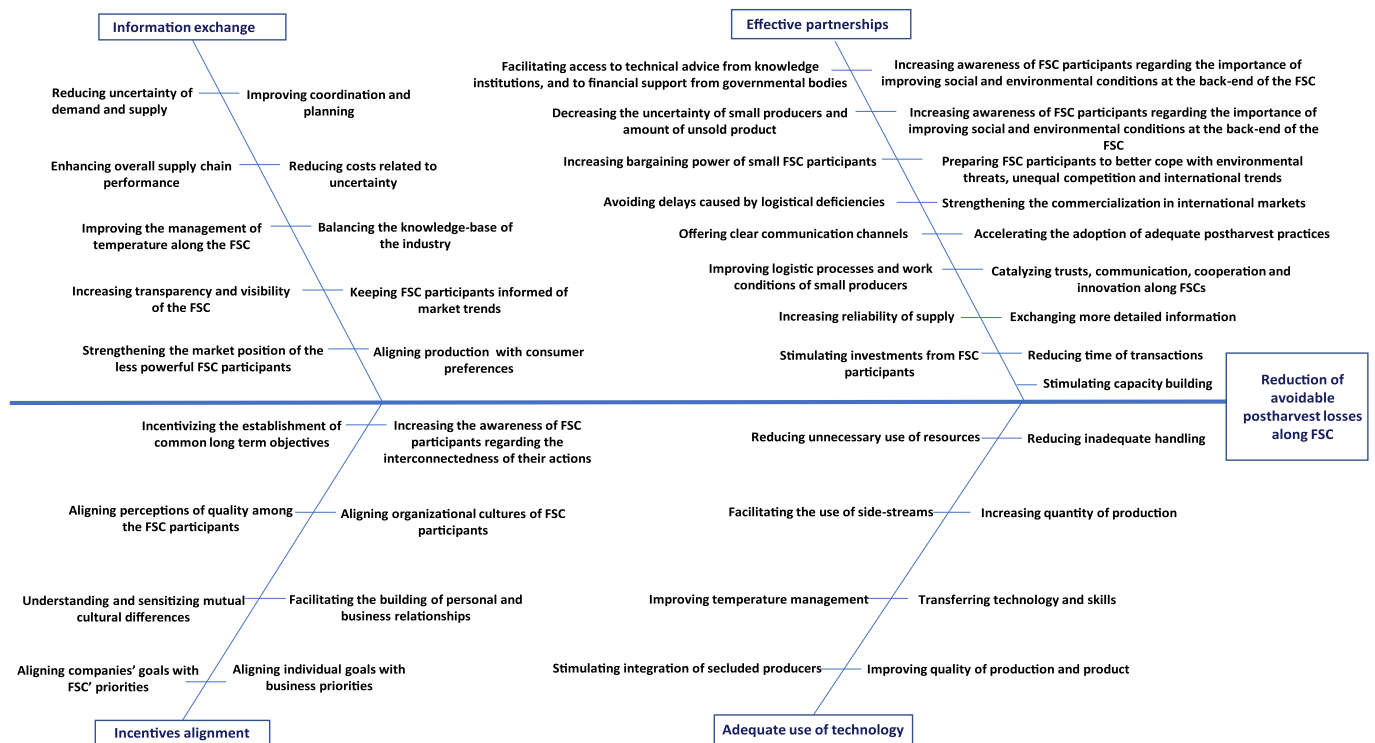 Information exchange
Reducing uncertainty of
demand and supply
Improving coordination and
planning
Enhancing overall supply chain
performance
Reducing costs related to
uncertainty
Improving the management of
temperature along the FSC
Balancing the knowledge-base of
the industry
Increasing transparency and visibility
of the FSC
Keeping FSC participants informed of
market trends
Strengthening the market position of the
less powerful FSC participants
Aligning production with consumer
preferences
Effective partnerships
Facilitating access to technical advice from knowledge
institutions, and to financial support from governmental bodies
Increasing awareness of FSC participants regarding the importance of
improving social and environmental conditions at the back-end of the FSC
Decreasing the uncertainty of small producers and
amount of unsold product
Increasing awareness of FSC participants regarding the importance of
improving social and environmental conditions at the back-end of the
FSC
Increasing bargaining power of small FSC participants
Preparing FSC participants to better cope with environmental
threats, unequal competition and international trends
Avoiding delays caused by logistical deficiencies
Strengthening the commercialization in international markets
Offering clear communication channels
Accelerating the adoption of adequate postharvest practices
Improving logistic processes and work
conditions of small producers
Catalyzing trusts, communication, cooperation and
innovation along FSCs
Increasing reliability of supply
Exchanging more detailed information
Stimulating investments from FSC
participants
Reducing time of transactions
Stimulating capacity building
Reduction of
avoidable
postharvest losses
along FSC
Incentivizing the establishment of
common long term objectives
Increasing the awareness of FSC
participants regarding the
interconnectedness of their actions
Aligning perceptions of quality among
the FSC participants
Aligning organizational cultures of FSC
participants
Understanding and sensitizing mutual
cultural differences
Facilitating the building of personal and
business relationships
Aligning companies’ goals with
FSC’ priorities
Aligning individual goals with
business priorities
Incentives alignment
Reducing unnecessary use of resources
Reducing inadequate handling
Facilitating the use of side-streams
Increasing quantity of production
Improving temperature management
Transferring technology and skills
Stimulating integration of secluded producers
Improving quality of production and product
Adequate use of technology